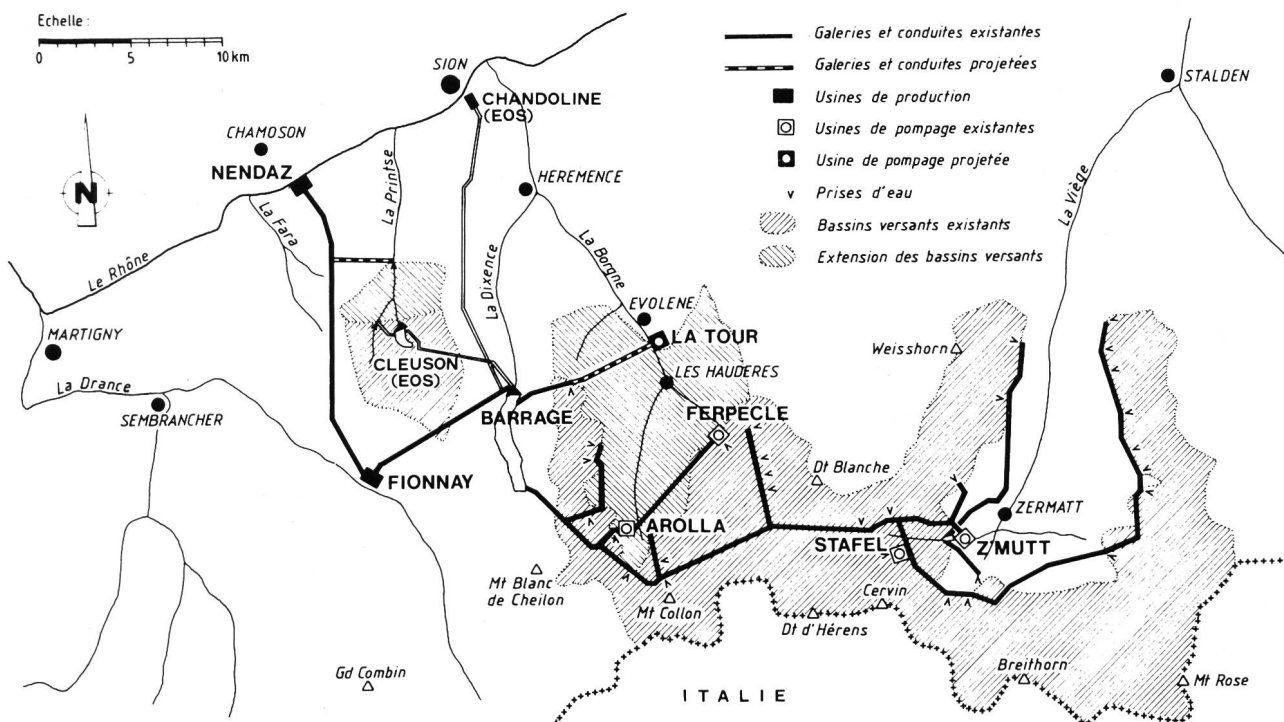 Echelle :
0 5 10 km
Galeries et conduites existantes
Galeries et conduites projetées
Usines de production
Usines de pompage existantes
Usine de pompage projetée
Prises d'eau
Bassins versants existants
Extension des bassins versants
N
SION
CHANDOLINE
(EOS)
STALDEN
CHAMOSON
NENDAZ
La Printse
HEREMENCE
La Fara
La Viège
Le Rhône
La Dixence
La Borgne
EVOLENE
MARTIGNY
LA TOUR
Weisshorn
CLEUSON
(EOS)
LES HAUDERES
La Drance
BARRAGE
FERPECLE
SEMBRANCHER
FIONNAY
Dt Blanche
ZERMATT
AROLLA
STAFEL
Z'MUTT
Mt Blanc
de Cheilon
Mt Collon
Cervin
Dt d'Hérens
Gd Combin
Breithorn
Mt Rose
ITALIE